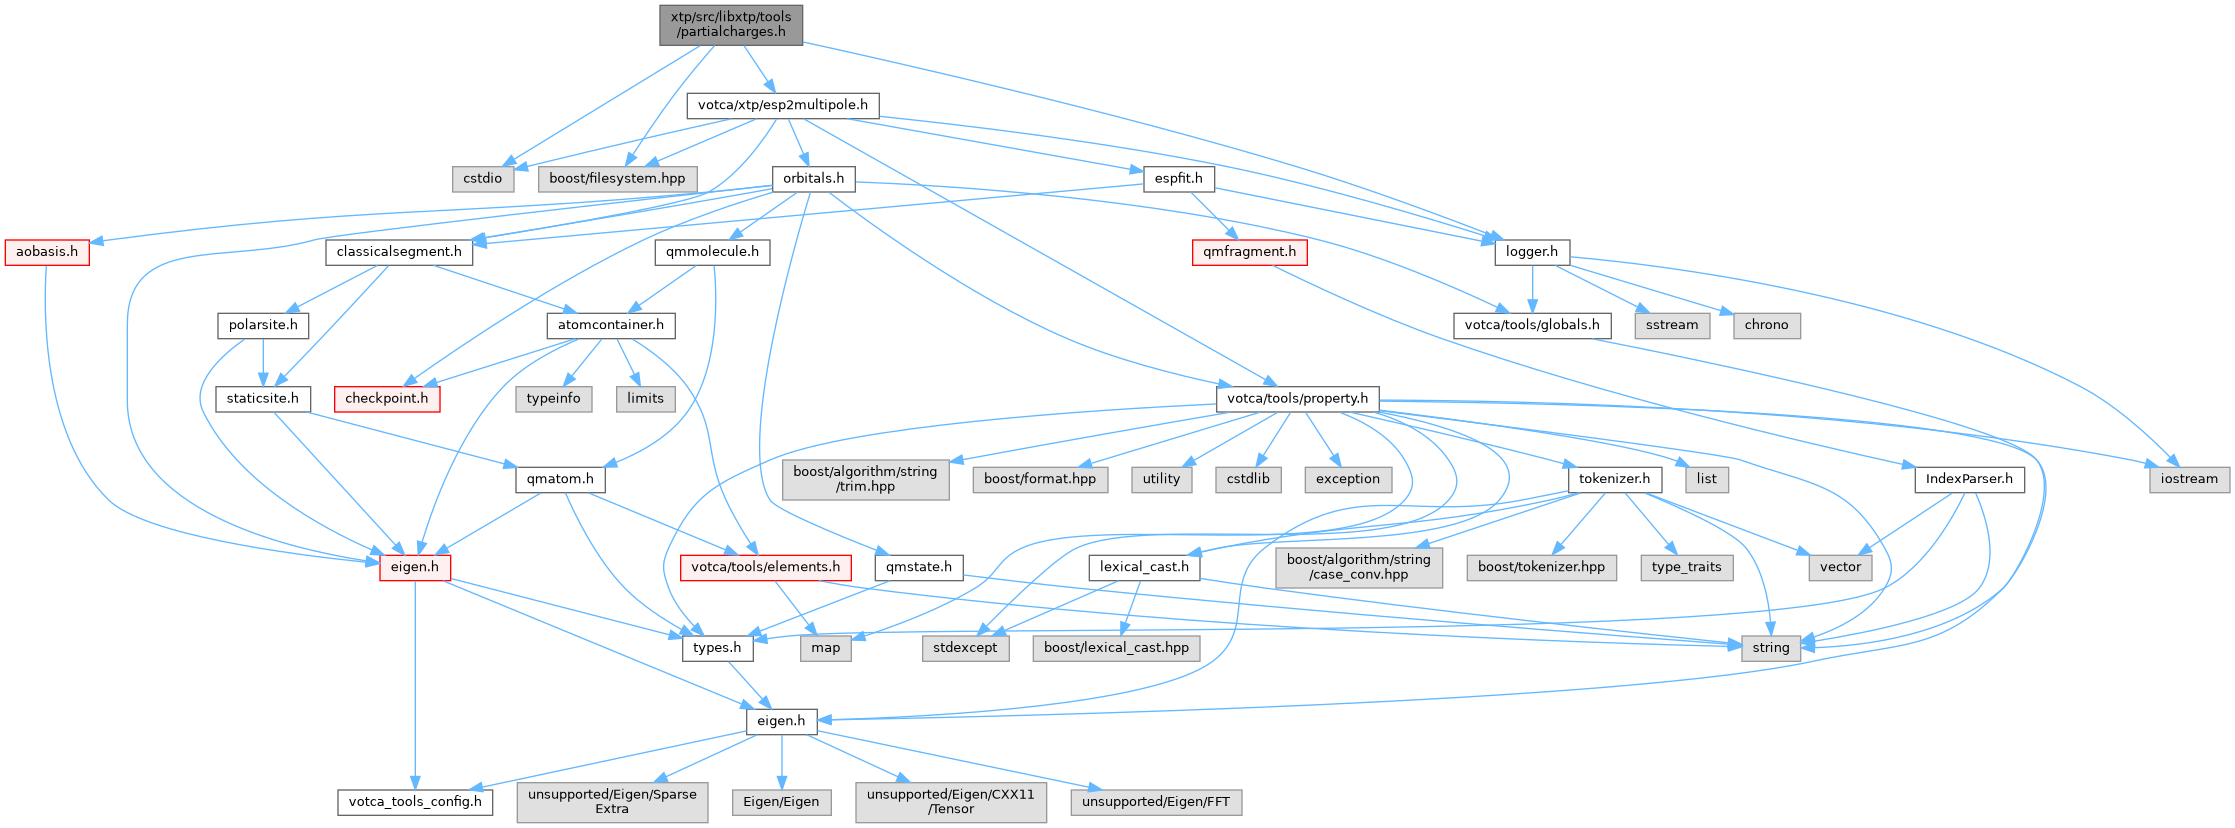 xtp/src/libxtp/tools
/partialcharges.h
votca/xtp/esp2multipole.h
cstdio
boost/filesystem.hpp
orbitals.h
espfit.h
aobasis.h
classicalsegment.h
qmmolecule.h
qmfragment.h
logger.h
polarsite.h
atomcontainer.h
votca/tools/globals.h
sstream
chrono
staticsite.h
checkpoint.h
typeinfo
limits
votca/tools/property.h
qmatom.h
boost/algorithm/string
/trim.hpp
boost/format.hpp
utility
cstdlib
exception
tokenizer.h
list
IndexParser.h
iostream
eigen.h
votca/tools/elements.h
qmstate.h
lexical_cast.h
boost/algorithm/string
/case_conv.hpp
boost/tokenizer.hpp
type_traits
vector
types.h
map
stdexcept
boost/lexical_cast.hpp
string
eigen.h
votca_tools_config.h
unsupported/Eigen/Sparse
Extra
Eigen/Eigen
unsupported/Eigen/CXX11
/Tensor
unsupported/Eigen/FFT